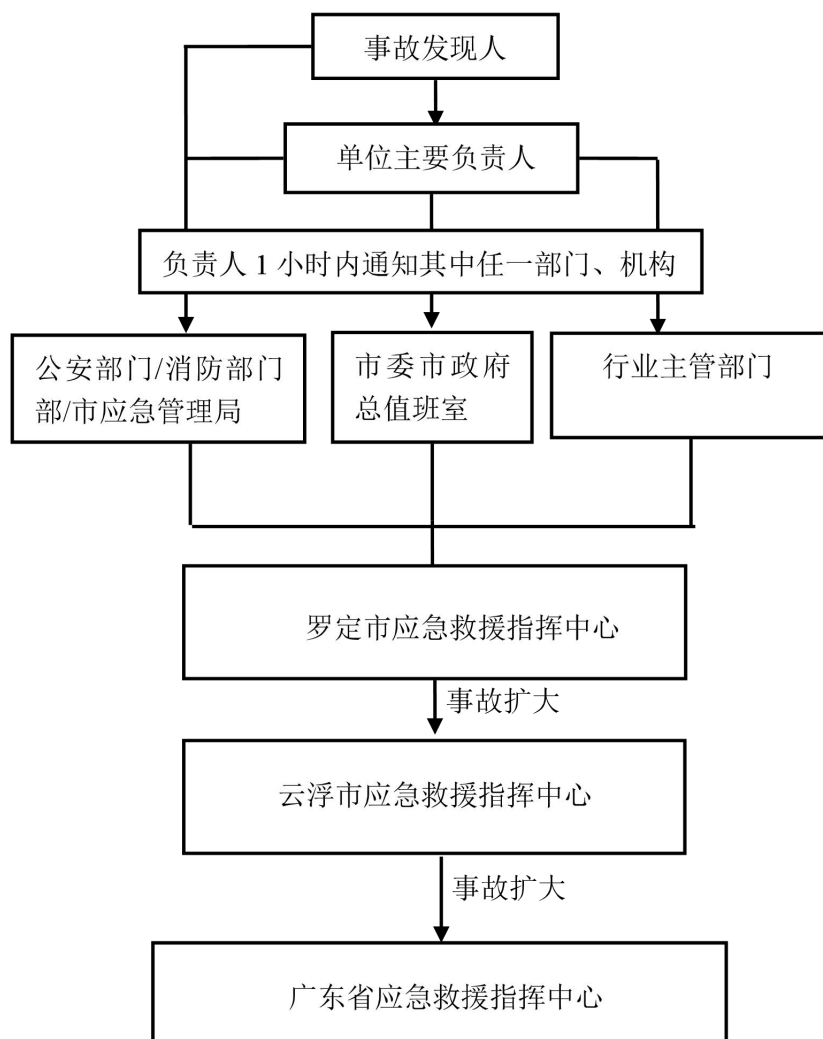 事故发现人
单位主要负责人
负责人 1 小时内通知其中任一部门、机构
公安部门/消防部门
部/市应急管理局
市委市政府
总值班室
行业主管部门
罗定市应急救援指挥中心
事故扩大
云浮市应急救援指挥中心
事故扩大
广东省应急救援指挥中心